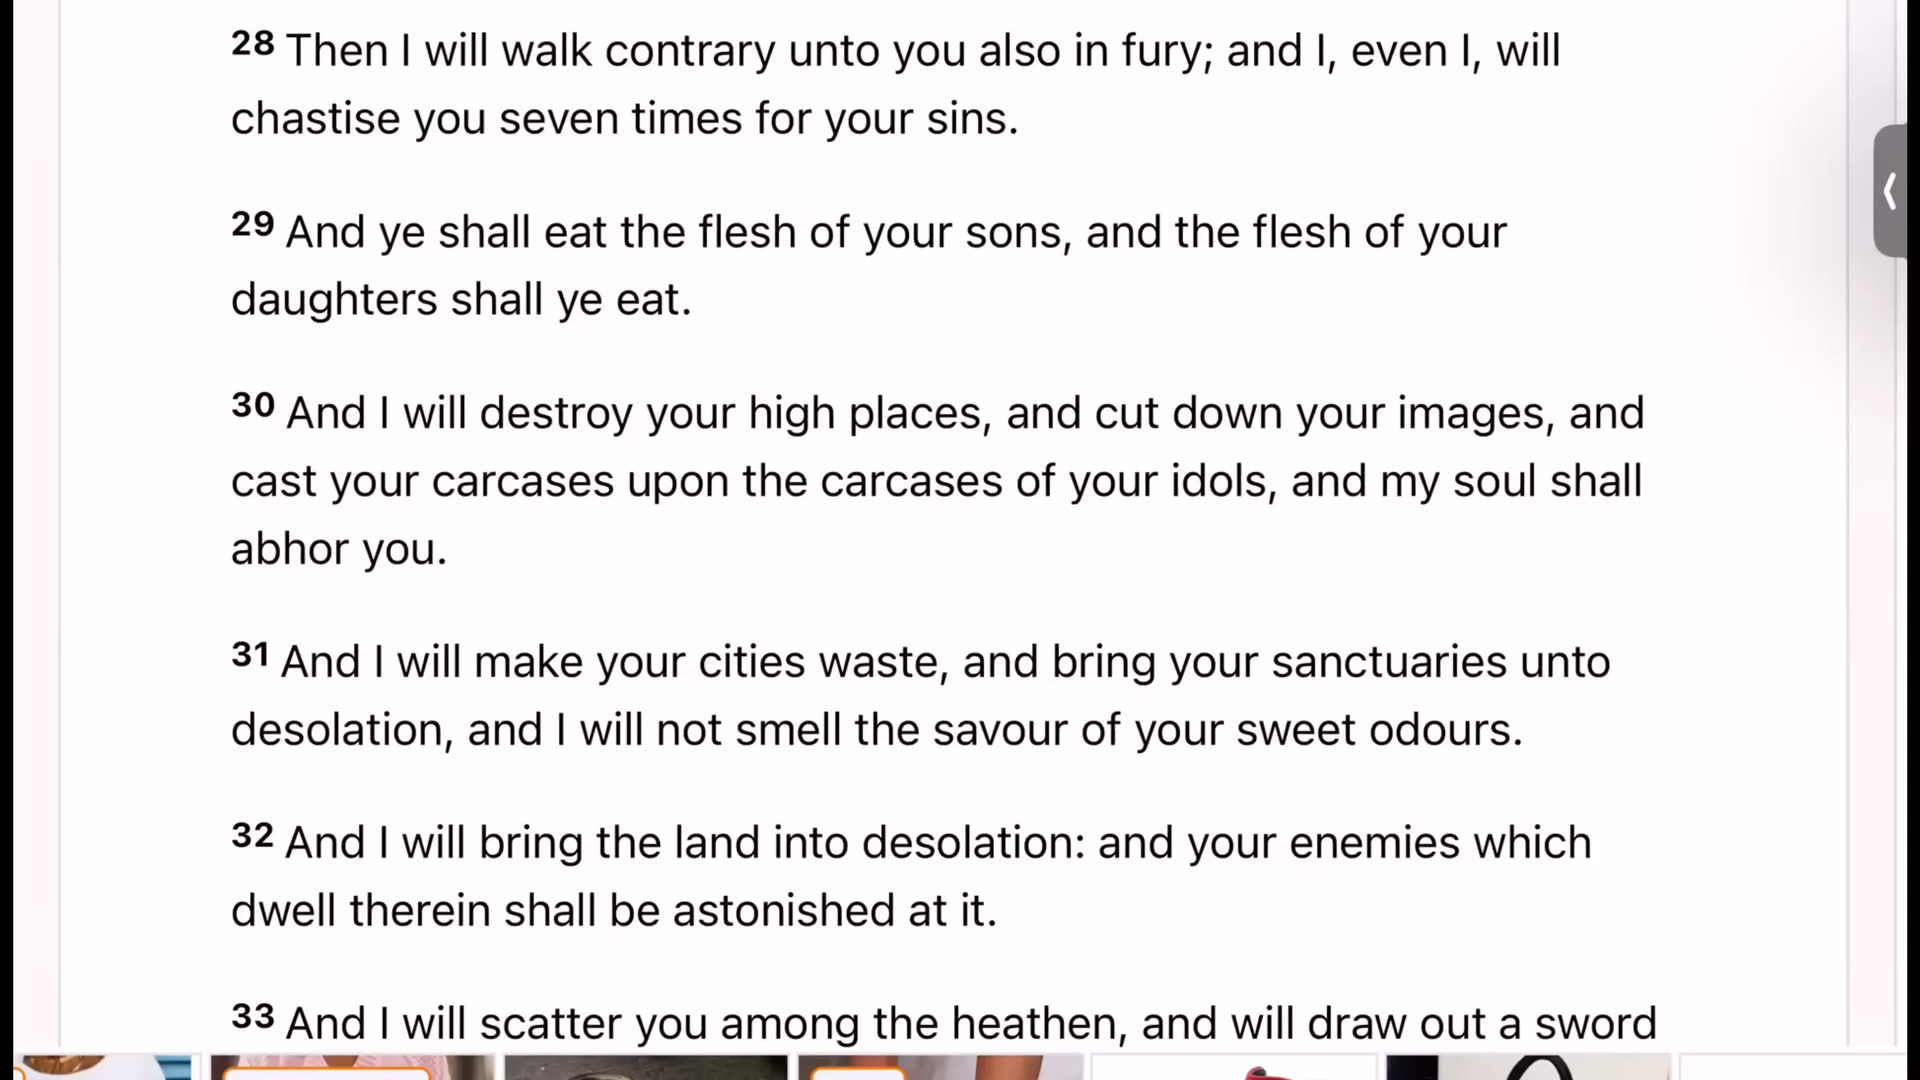 28 Then I will walk contrary unto you also in fury; and I, even I, will
chastise you seven times for your sins.
29 And ye shall eat the flesh of your sons, and the flesh of your
daughters shall ye eat.
30 And I will destroy your high places, and cut down your images, and
cast your carcases upon the carcases of your idols, and my soul shall
abhor you.
31 And I will make your cities waste, and bring your sanctuaries unto
desolation, and I will not smell the savour of your sweet odours.
32 And I will bring the land into desolation: and your enemies which
dwell therein shall be astonished at it.
33 And I will scatter you among the heathen, and will draw out a sword